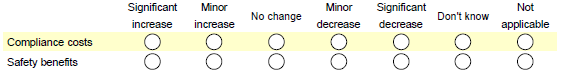 Significant Minor Minor Significant Not
increase increase No change decrease decrease Don't know applicable
Compliance costs
Safety benefits